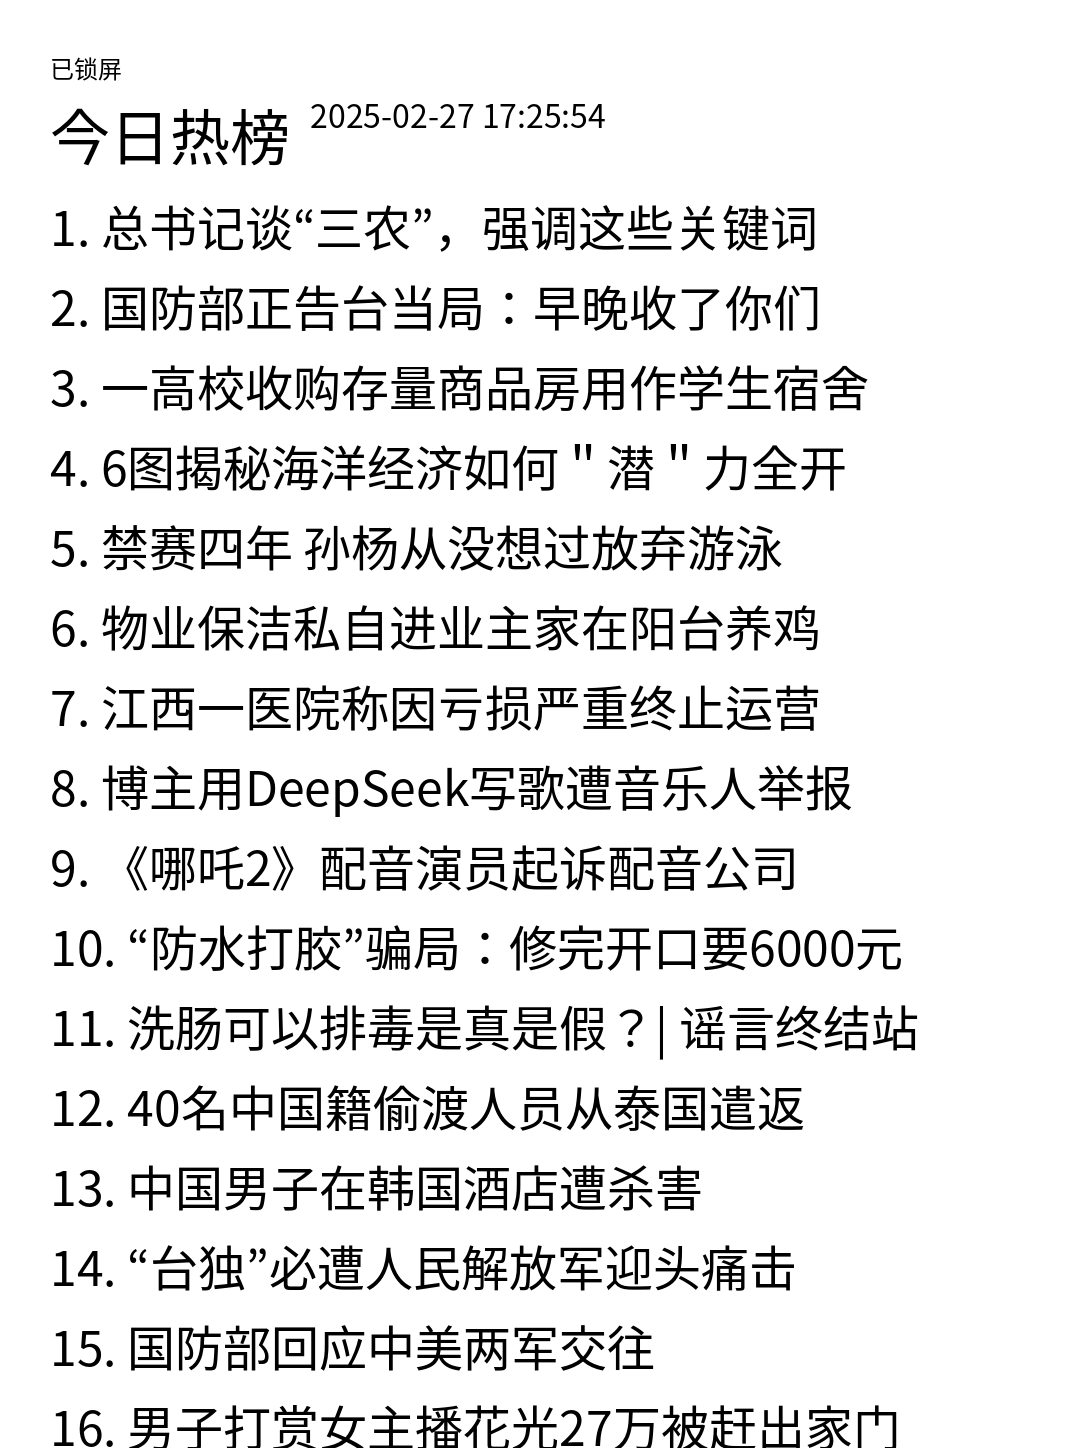 已锁屏
今日热榜 2025-02-27 17:25:54
1. 总书记谈“三农”，强调这些关键词
2. 国防部正告台当局：早晚收了你们
3. 一高校收购存量商品房用作学生宿舍
4. 6图揭秘海洋经济如何＂潜＂力全开
5. 禁赛四年 孙杨从没想过放弃游泳
6. 物业保洁私自进业主家在阳台养鸡
7. 江西一医院称因亏损严重终止运营
8. 博主用DeepSeek写歌遭音乐人举报
9. 《哪吒2》配音演员起诉配音公司
10. “防水打胶”骗局：修完开口要6000元
11. 洗肠可以排毒是真是假？| 谣言终结站
12. 40名中国籍偷渡人员从泰国遣返
13. 中国男子在韩国酒店遭杀害
14. “台独”必遭人民解放军迎头痛击
15. 国防部回应中美两军交往
16. 男子打赏女主播花光27万被赶出家门